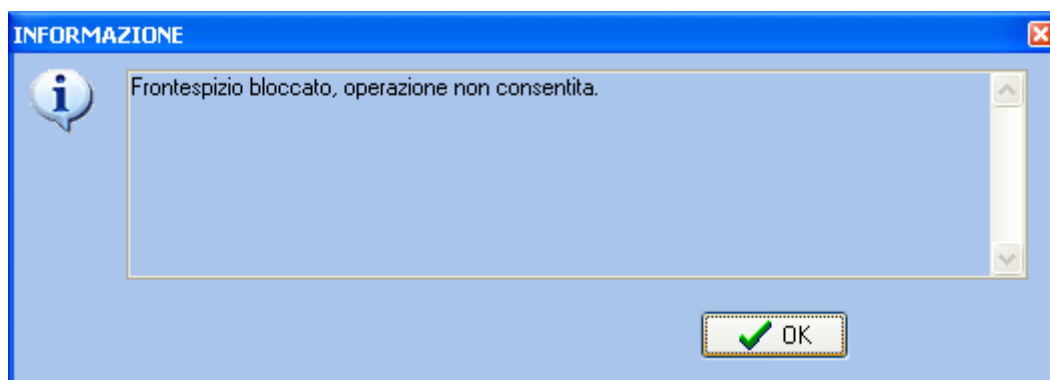 INFORMAZIONE
Frontespizio bloccato, operazione non consentita.
OK